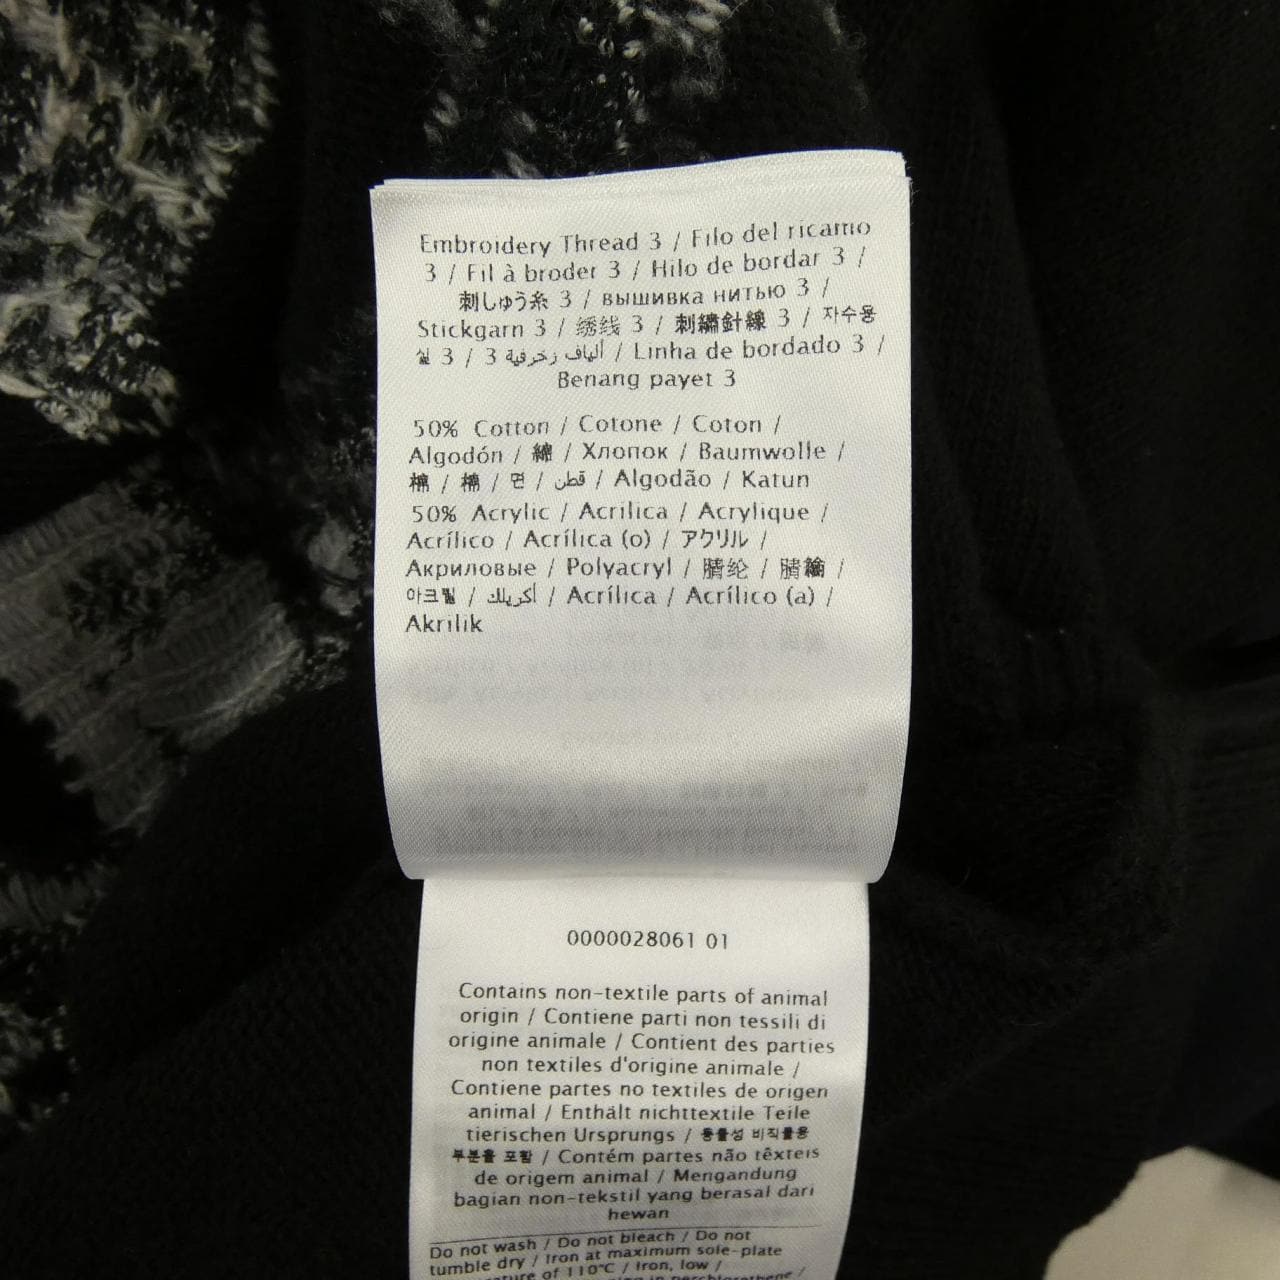 Embroidery Thread 3 / Filo del ricamo
3 / Fil à broder 3 / Hilo de bordar 3 /
刺しゅう糸 3 / вышивка нитью 3 /
Stickgarn 3 / 绣线 3 / 刺繡針線 3 / 자수용
실 3 / 3 ألياف زخرفية / Linha de bordado 3 /
Benang payet 3
50% Cotton / Cotone / Coton /
Algodón / 綿 / Хлопок / Baumwolle /
棉 / 棉 / 면 / قطن / Algodão / Katun
50% Acrylic / Acrilica / Acrylique /
Acrílico / Acrílica (o) / アクリル /
Акриловые / Polyacryl / 腈纶 / 腈綸 /
아크릴 / أكريلك / Acrílica / Acrílico (a) /
Akrilik
0000028061 01
Contains non-textile parts of animal
origin / Contiene parti non tessili di
origine animale / Contient des parties
non textiles d'origine animale /
Contiene partes no textiles de origen
animal / Enthält nichttextile Teile
tierischen Ursprungs / 동물성 비직물용
부분을 포함 / Contém partes não têxteis
de origem animal / Mengandung
bagian non-tekstil yang berasal dari
hewan
Do not wash / Do not bleach / Do not
tumble dry / Iron at maximum sole-plate
of 110°C / Iron, low /
in perchlorethene /